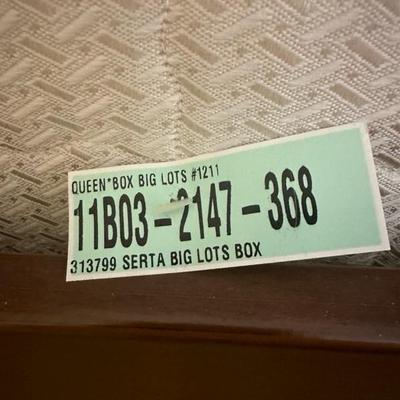 QUEEN*BOX BIG LOTS #1211
11B03-2147-368
313799 SERTA BIG LOTS BOX